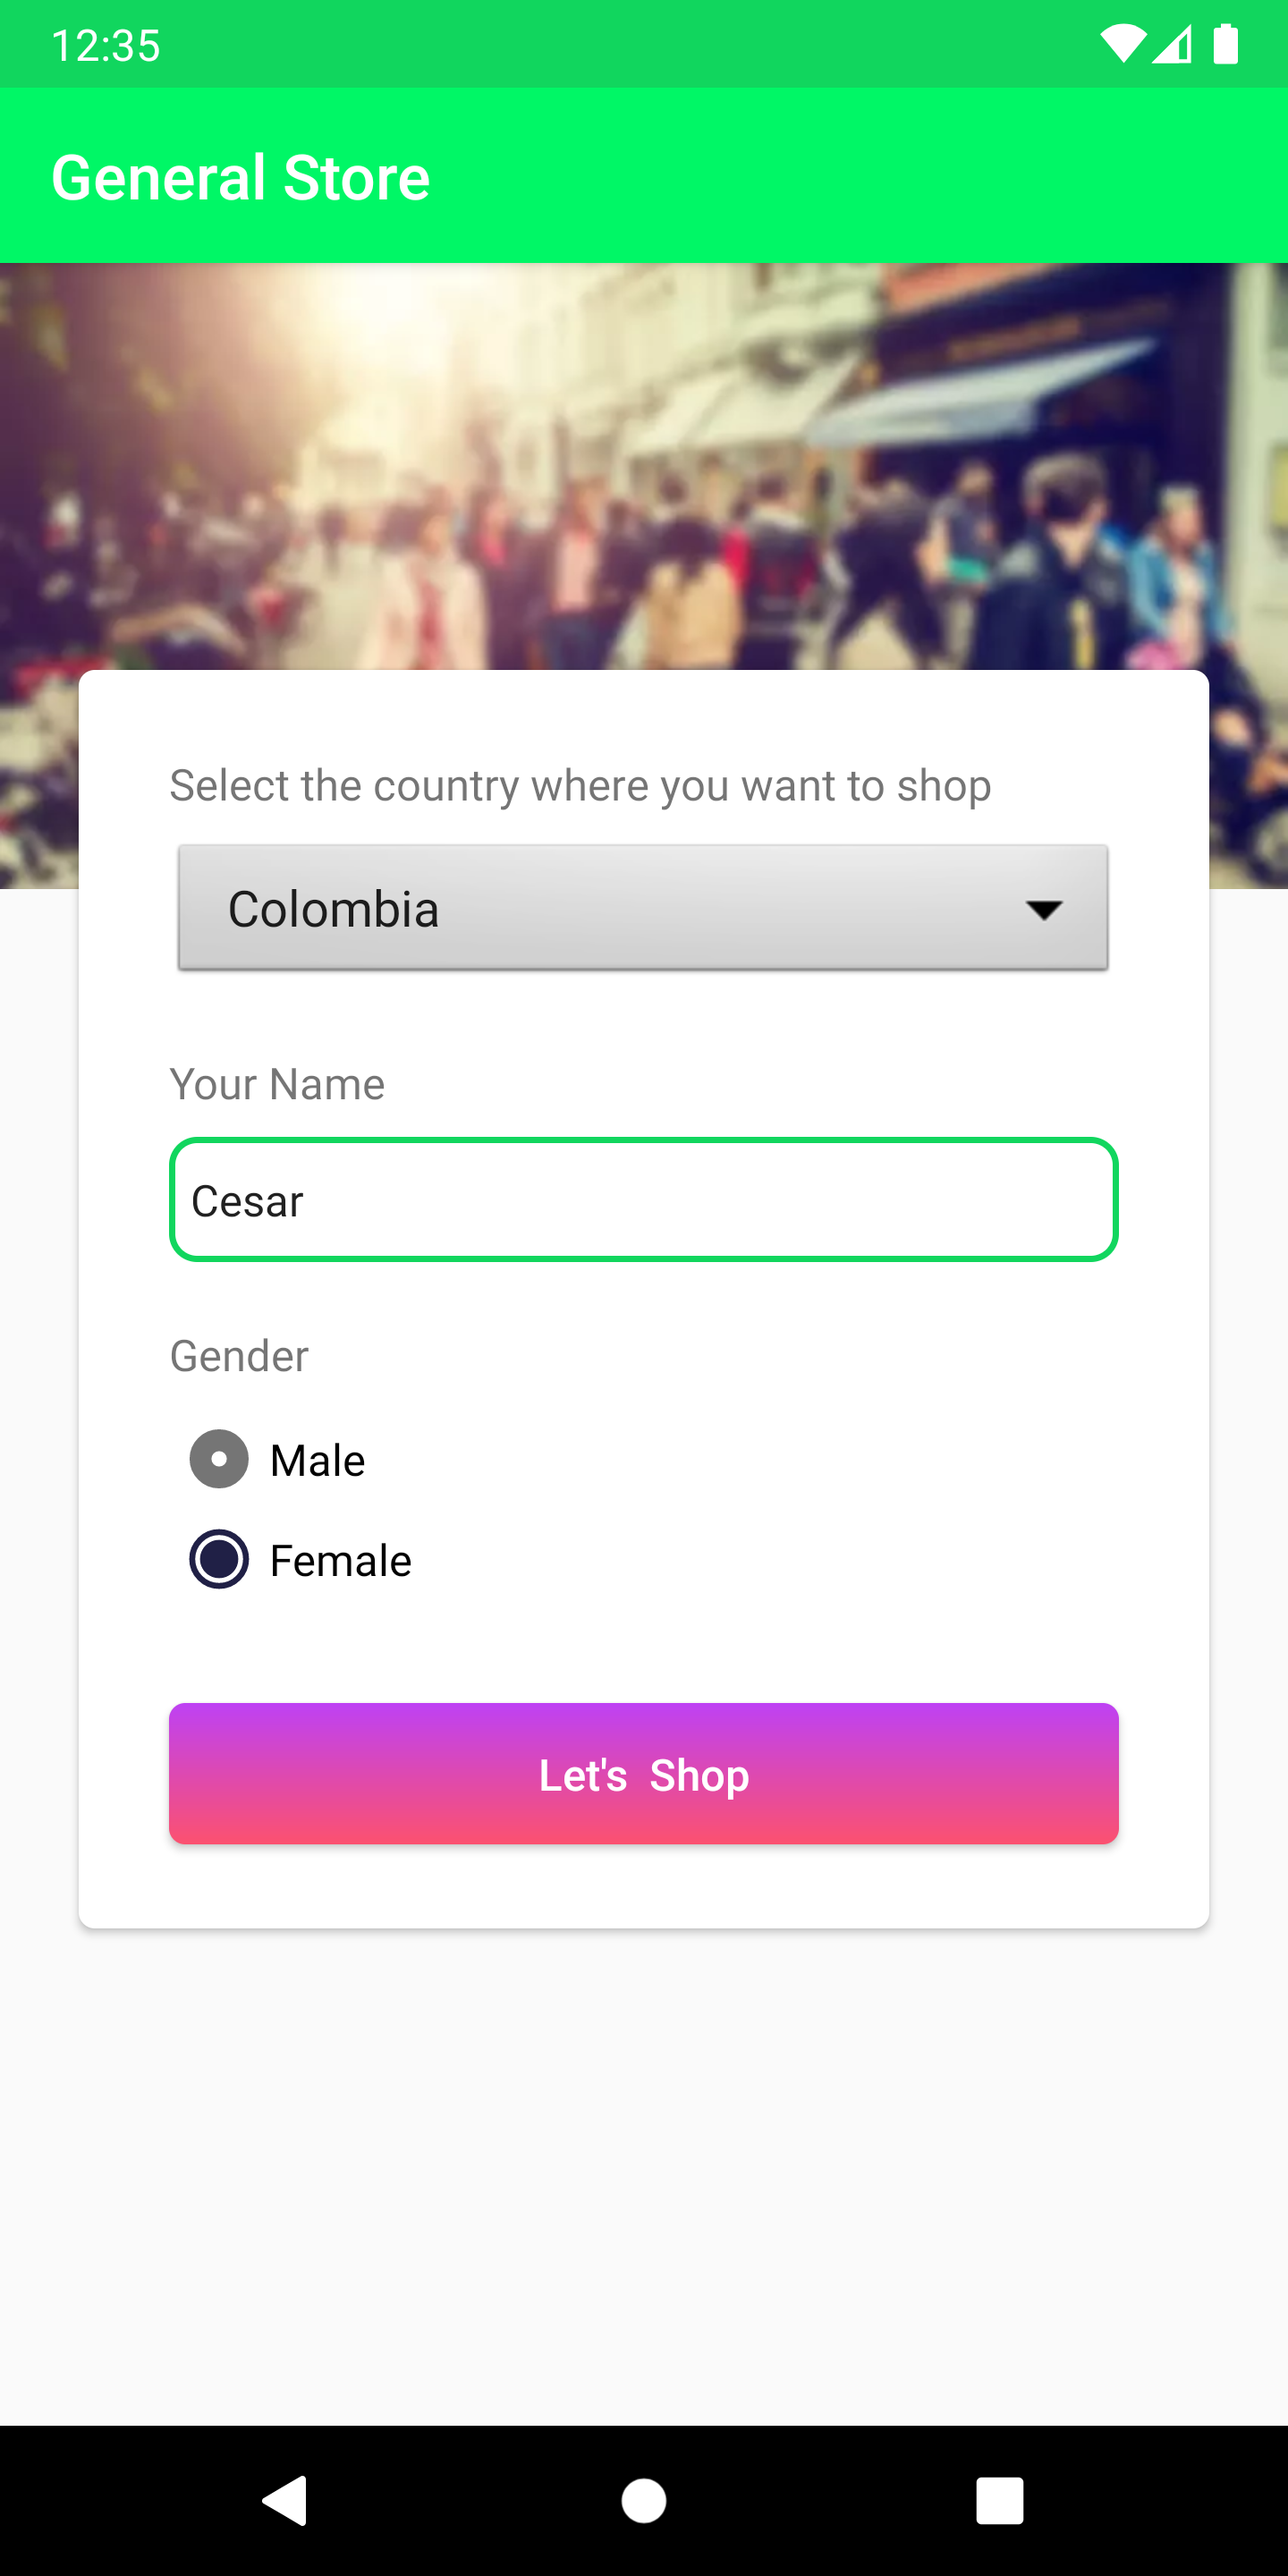 12:35
General Store
Select the country where you want to shop
Colombia
Your Name
Cesar
Gender
Male
Female
Let's Shop